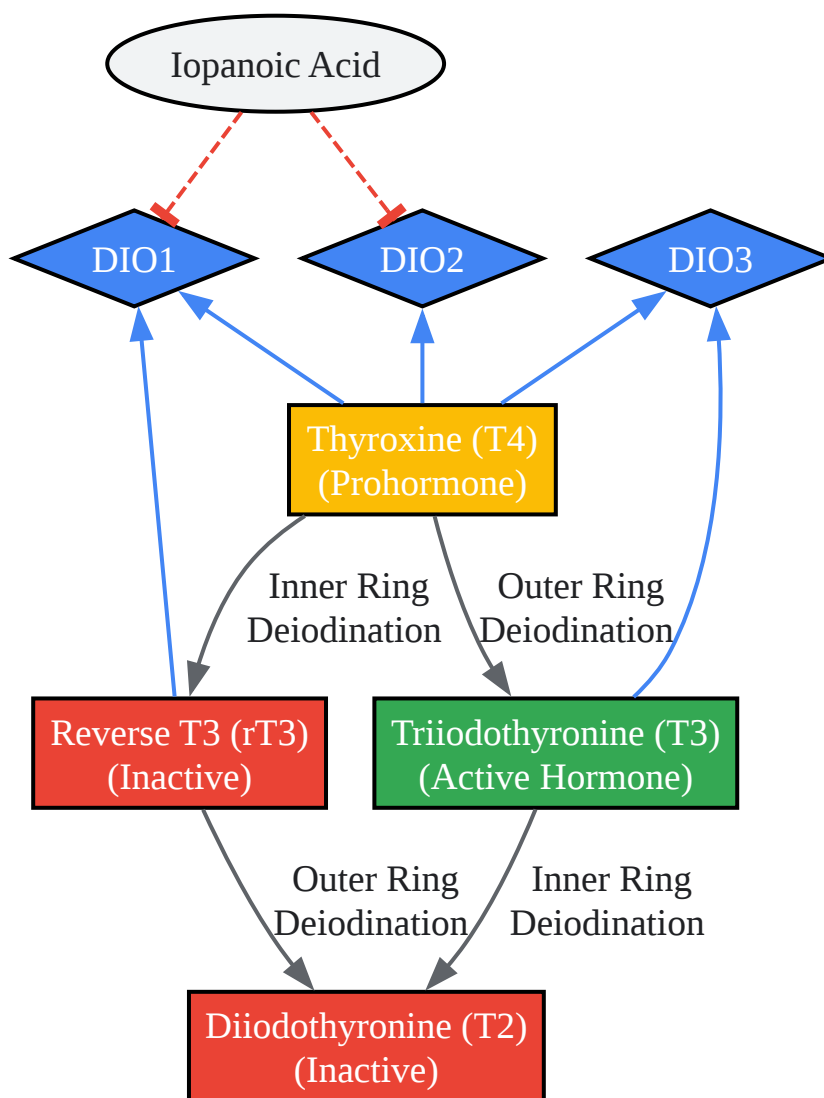 Iopanoic Acid
DIO1
DIO2
DIO3
Thyroxine (T4)
(Prohormone)
Inner Ring
Deiodination
Outer Ring
Deiodination
Reverse T3 (rT3)
(Inactive)
Triiodothyronine (T3)
(Active Hormone)
Outer Ring
Deiodination
Inner Ring
Deiodination
Diiodothyronine (T2)
(Inactive)